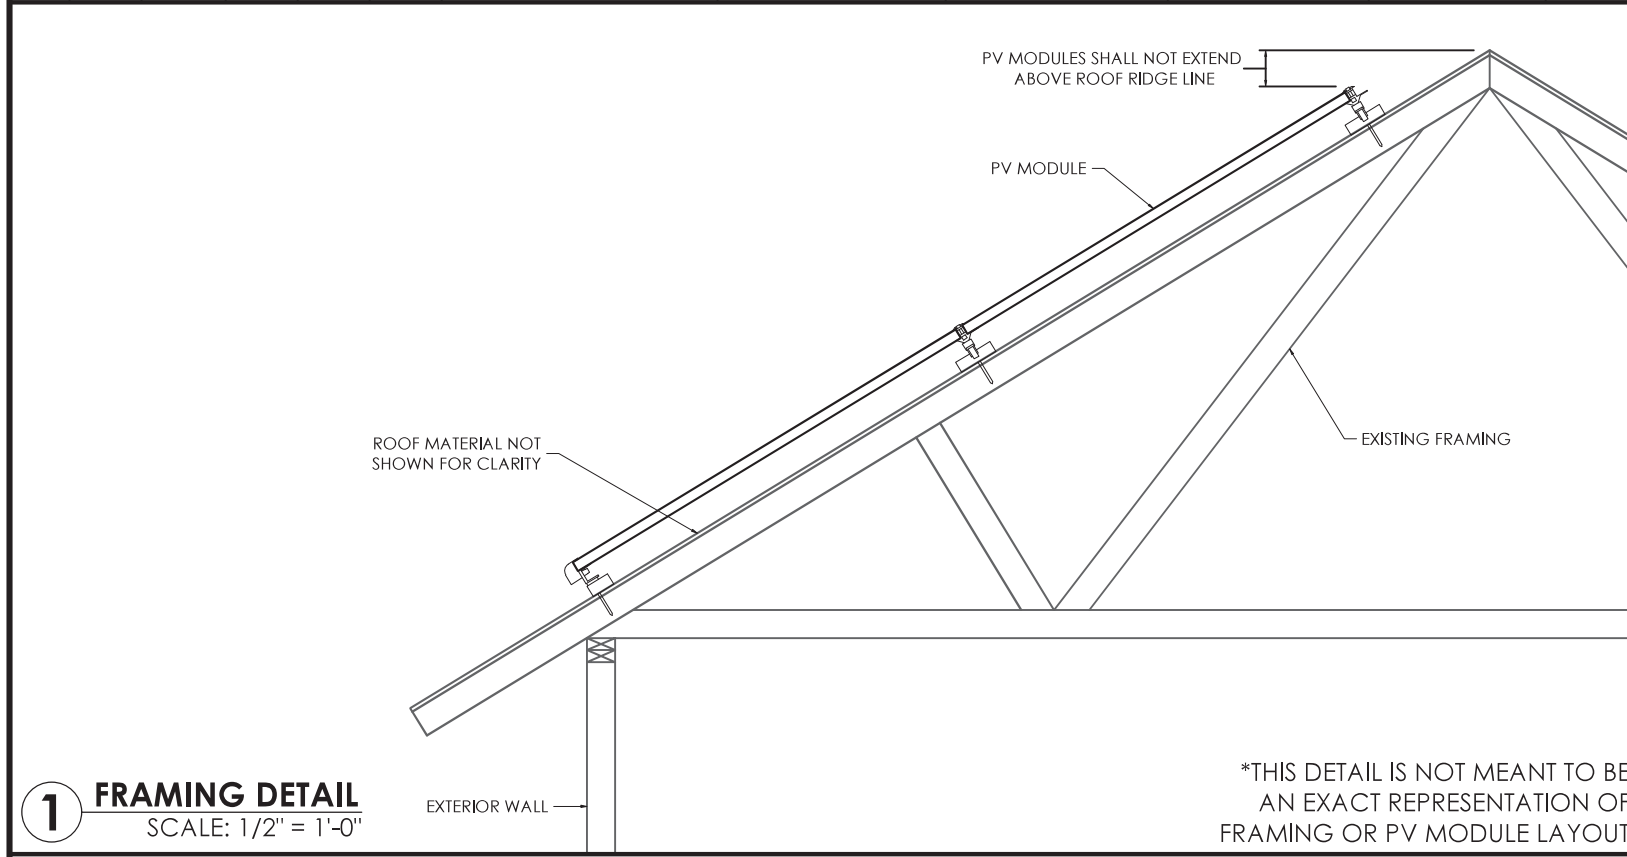 PV MODULES SHALL NOT EXTEND
ABOVE ROOF RIDGE LINE
PV MODULE
ROOF MATERIAL NOT
SHOWN FOR CLARITY
EXISTING FRAMING
EXTERIOR WALL
1
FRAMING DETAIL
SCALE: 1/2" = 1'-0"
*THIS DETAIL IS NOT MEANT TO BE
AN EXACT REPRESENTATION OF
FRAMING OR PV MODULE LAYOUT